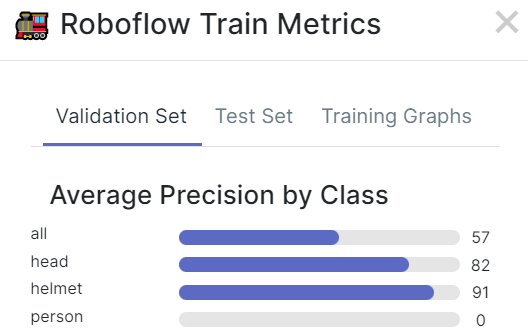 Roboflow Train Metrics
Validation Set Test Set Training Graphs
Average Precision by Class
all 57
head 82
helmet 91
person 0